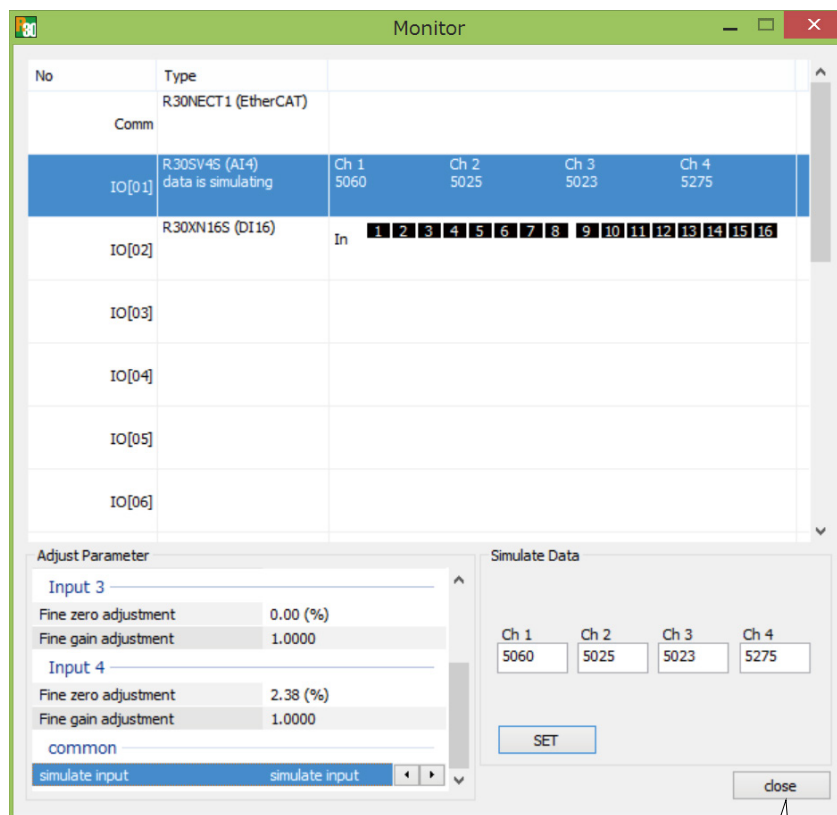 R30
Monitor
No Type
R30NECT1 (EtherCAT)
Comm
R30SV4S (AI4) Ch 1 Ch 2 Ch 3 Ch 4
IO[01] data is simulating 5060 5025 5023 5275
R30XN16S (DI16)
In 1 2 3 4 5 6 7 8 9 10 11 12 13 14 15 16
IO[02]
IO[03]
IO[04]
IO[05]
IO[06]
Adjust Parameter
Input 3
Fine zero adjustment 0.00 (%)
Fine gain adjustment 1.0000
Input 4
Fine zero adjustment 2.38 (%)
Fine gain adjustment 1.0000
common
simulate input simulate input
Simulate Data
Ch 1 Ch 2 Ch 3 Ch 4
5060 5025 5023 5275
SET
close